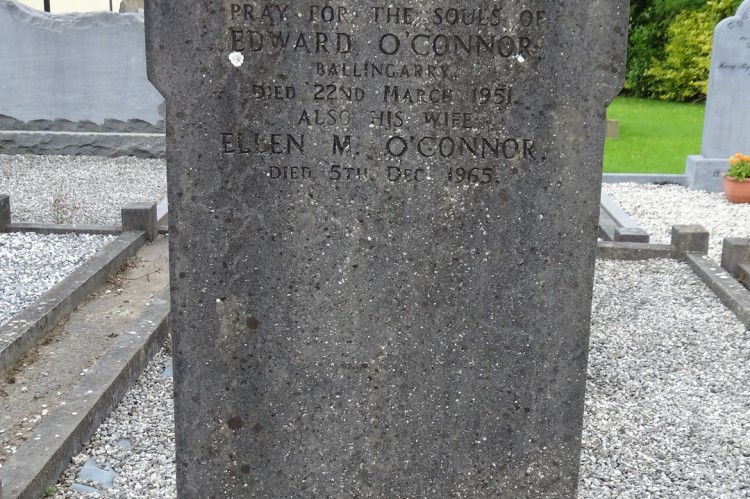 PRAY FOR THE SOULS OF
EDWARD O'CONNOR.
BALLINGARRY.
DIED 22ND MARCH 1951.
ALSO HIS WIFE
ELLEN M. O'CONNOR.
DIED 5TH DEC. 1965.